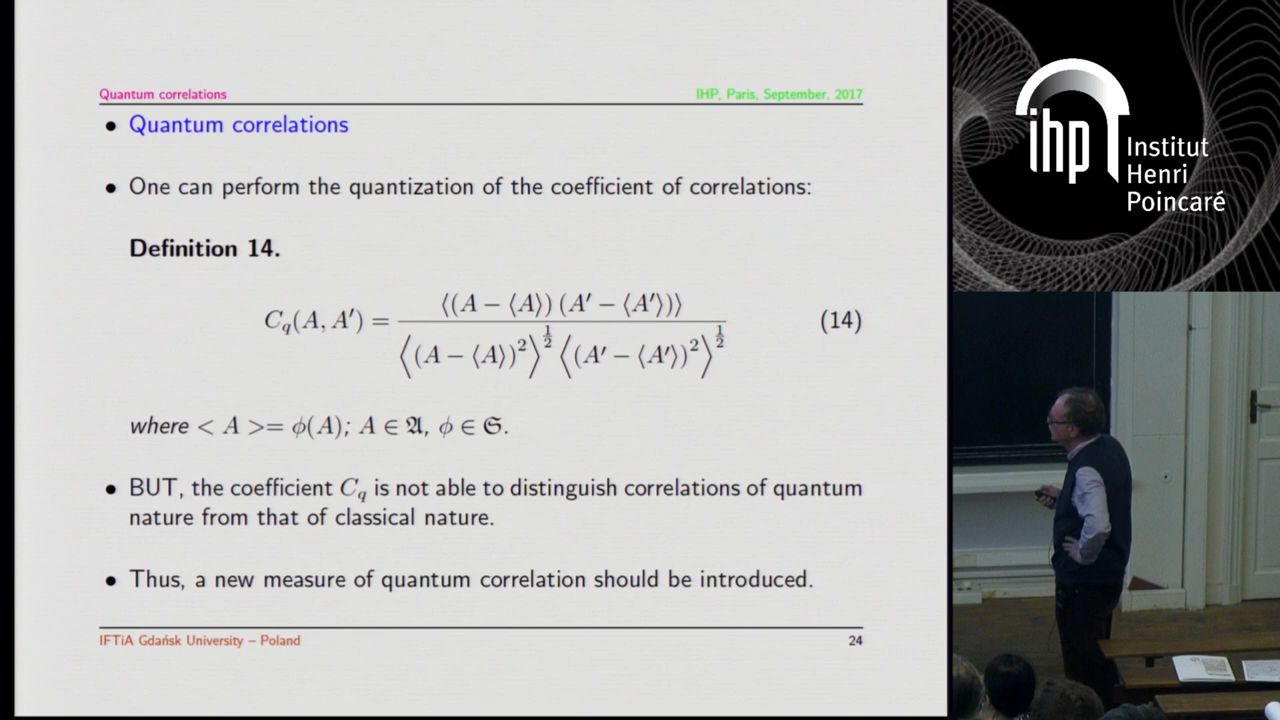 Quantum correlations IHP, Paris, September, 2017
• Quantum correlations
• One can perform the quantization of the coefficient of correlations:
Definition 14.
C_q(A, A′) = ⟨(A − ⟨A⟩) (A′ − ⟨A′⟩)⟩ / ⟨(A − ⟨A⟩)²⟩^{1/2} ⟨(A′ − ⟨A′⟩)²⟩^{1/2} (14)
where < A >= ϕ(A); A ∈ 𝔄, ϕ ∈ 𝔖.
• BUT, the coefficient C_q is not able to distinguish correlations of quantum
nature from that of classical nature.
• Thus, a new measure of quantum correlation should be introduced.
IFTiA Gdańsk University – Poland 24
ihp
Institut
Henri
Poincaré